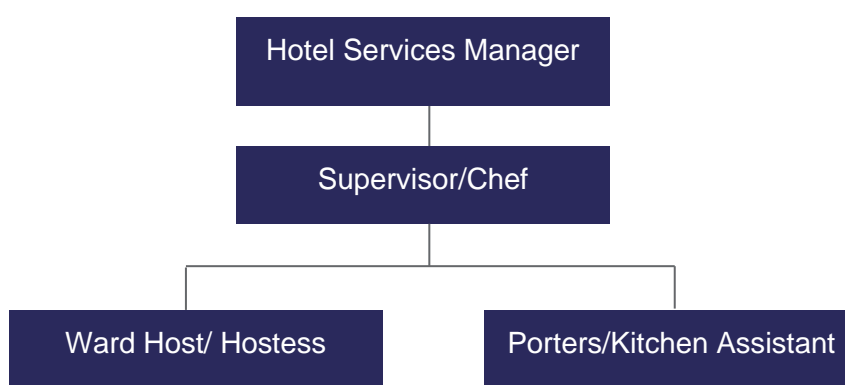 Hotel Services Manager
Supervisor/Chef
Ward Host/ Hostess
Porters/Kitchen Assistant